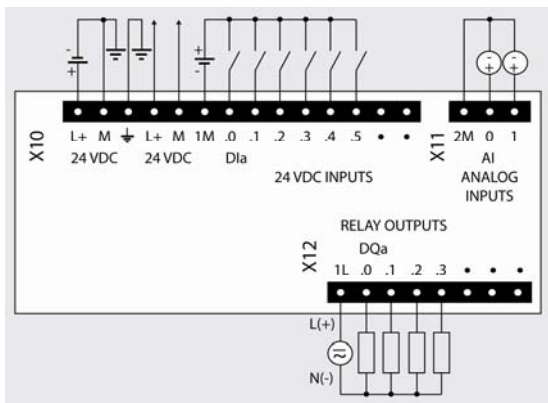 X10
L+ M L+ M 1M .0 .1 .2 .3 .4 .5
24 VDC 24 VDC DIa
24 VDC INPUTS
X11
2M 0 1
AI
ANALOG
INPUTS
RELAY OUTPUTS
DQa
X12
1L .0 .1 .2 .3
L(+)
N(-)